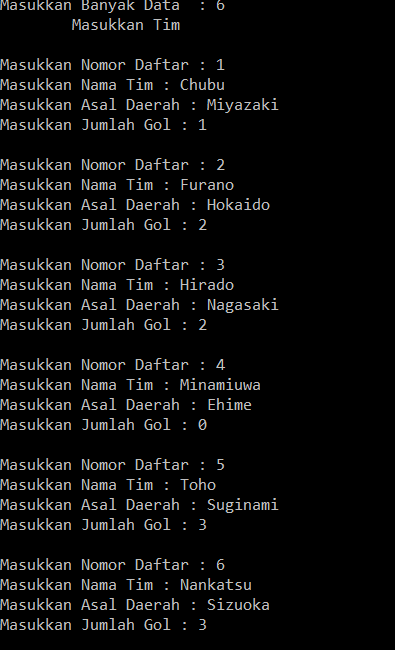 Masukkan Banyak Data : 6
Masukkan Tim
Masukkan Nomor Daftar : 1
Masukkan Nama Tim : Chubu
Masukkan Asal Daerah : Miyazaki
Masukkan Jumlah Gol : 1
Masukkan Nomor Daftar : 2
Masukkan Nama Tim : Furano
Masukkan Asal Daerah : Hokaido
Masukkan Jumlah Gol : 2
Masukkan Nomor Daftar : 3
Masukkan Nama Tim : Hirado
Masukkan Asal Daerah : Nagasaki
Masukkan Jumlah Gol : 2
Masukkan Nomor Daftar : 4
Masukkan Nama Tim : Minamiuwa
Masukkan Asal Daerah : Ehime
Masukkan Jumlah Gol : 0
Masukkan Nomor Daftar : 5
Masukkan Nama Tim : Toho
Masukkan Asal Daerah : Suginami
Masukkan Jumlah Gol : 3
Masukkan Nomor Daftar : 6
Masukkan Nama Tim : Nankatsu
Masukkan Asal Daerah : Sizuoka
Masukkan Jumlah Gol : 3